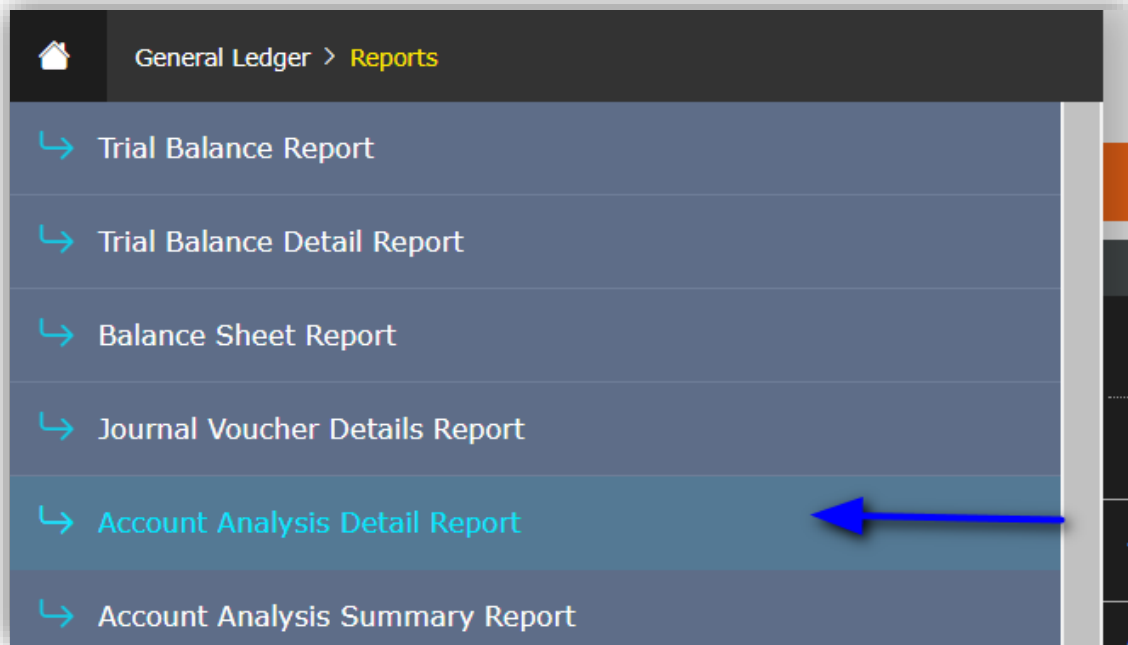 General Ledger > Reports
Trial Balance Report
Trial Balance Detail Report
Balance Sheet Report
Journal Voucher Details Report
Account Analysis Detail Report
Account Analysis Summary Report